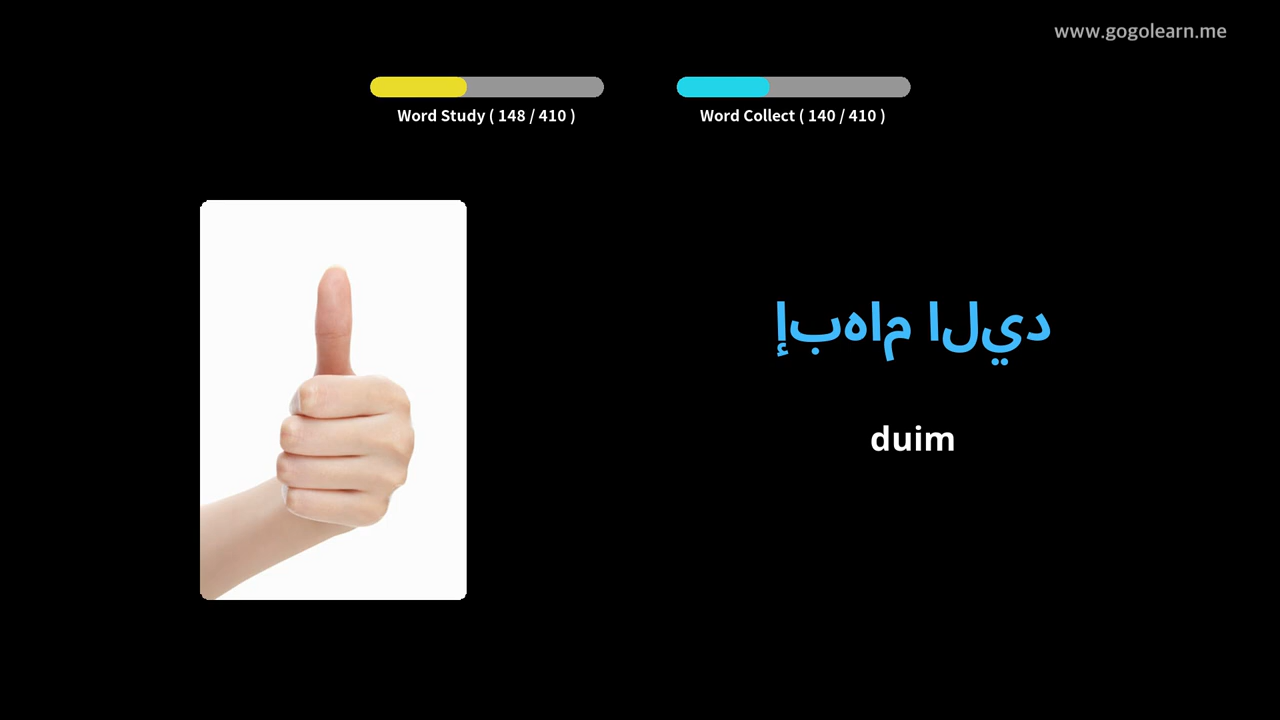 www.gogolearn.me
Word Study ( 148 / 410 )
Word Collect ( 140 / 410 )
إبهام اليد
duim